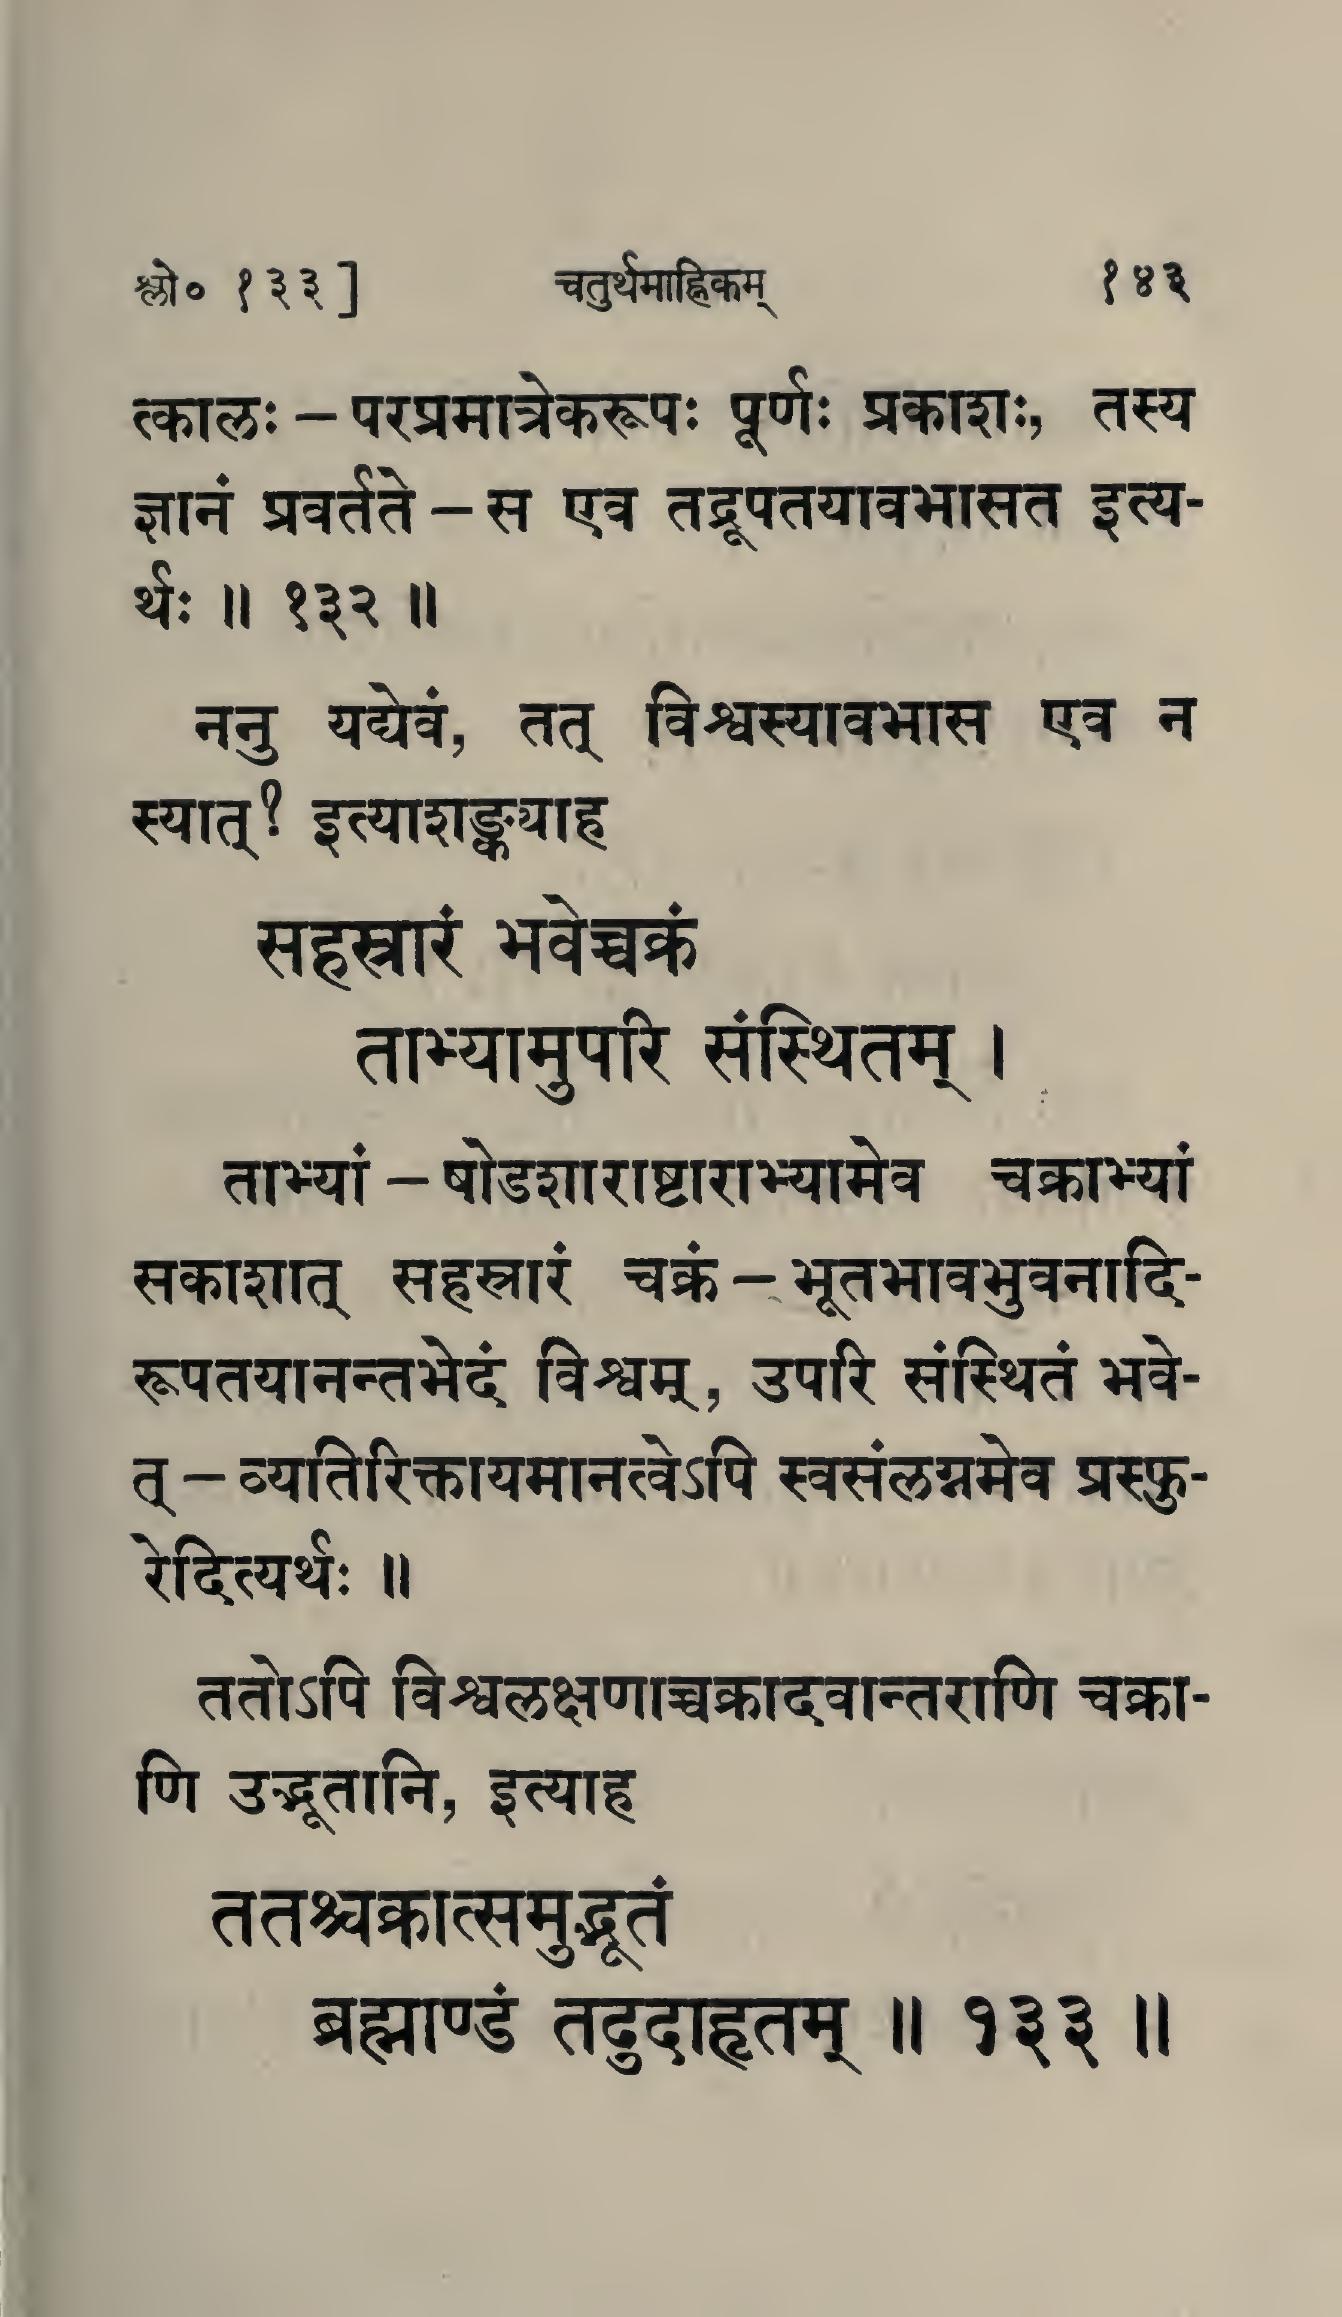 श्लो० १३३]	चतुर्थमाह्निकम्	१४३
त्कालः – परप्रमात्रेकरूपः पूर्णः प्रकाशः, तस्य
ज्ञानं प्रवर्तते – स एव तद्रूपतयावभासत इत्य-
र्थः ॥ १३२ ॥
ननु यद्येवं, तत् विश्वस्यावभास एव न
स्यात्? इत्याशङ्क्याह
सहस्रारं भवेच्चक्रं
ताभ्यामुपरि संस्थितम् ।
ताभ्यां – षोडशाराष्टाराभ्यामेव चक्राभ्यां
सकाशात् सहस्रारं चक्रं – भूतभावभुवनादि-
रूपतयानन्तभेदं विश्वम्, उपरि संस्थितं भवे-
त् – व्यतिरिक्तायमानत्वेऽपि स्वसंलग्नमेव प्रस्फु-
रेदित्यर्थः ॥
ततोऽपि विश्वलक्षणाच्चक्रादवान्तराणि चक्रा-
णि उद्भूतानि, इत्याह
ततश्चक्रात्समुद्भूतं
ब्रह्माण्डं तदुदाहृतम् ॥ १३३ ॥